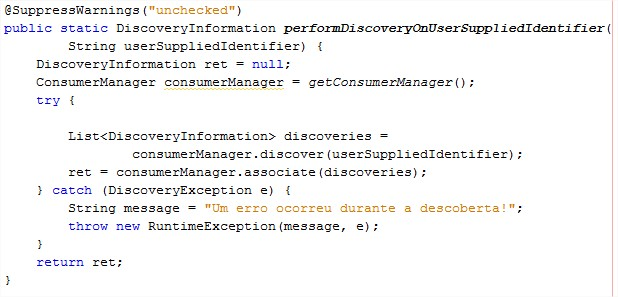 @SuppressWarnings("unchecked")
public static DiscoveryInformation performDiscoveryOnUserSuppliedIdentifier(
        String userSuppliedIdentifier) {
    DiscoveryInformation ret = null;
    ConsumerManager consumerManager = getConsumerManager();
    try {

        List<DiscoveryInformation> discoveries =
                consumerManager.discover(userSuppliedIdentifier);
        ret = consumerManager.associate(discoveries);
    } catch (DiscoveryException e) {
        String message = "Um erro ocorreu durante a descoberta!";
        throw new RuntimeException(message, e);
    }
    return ret;
}